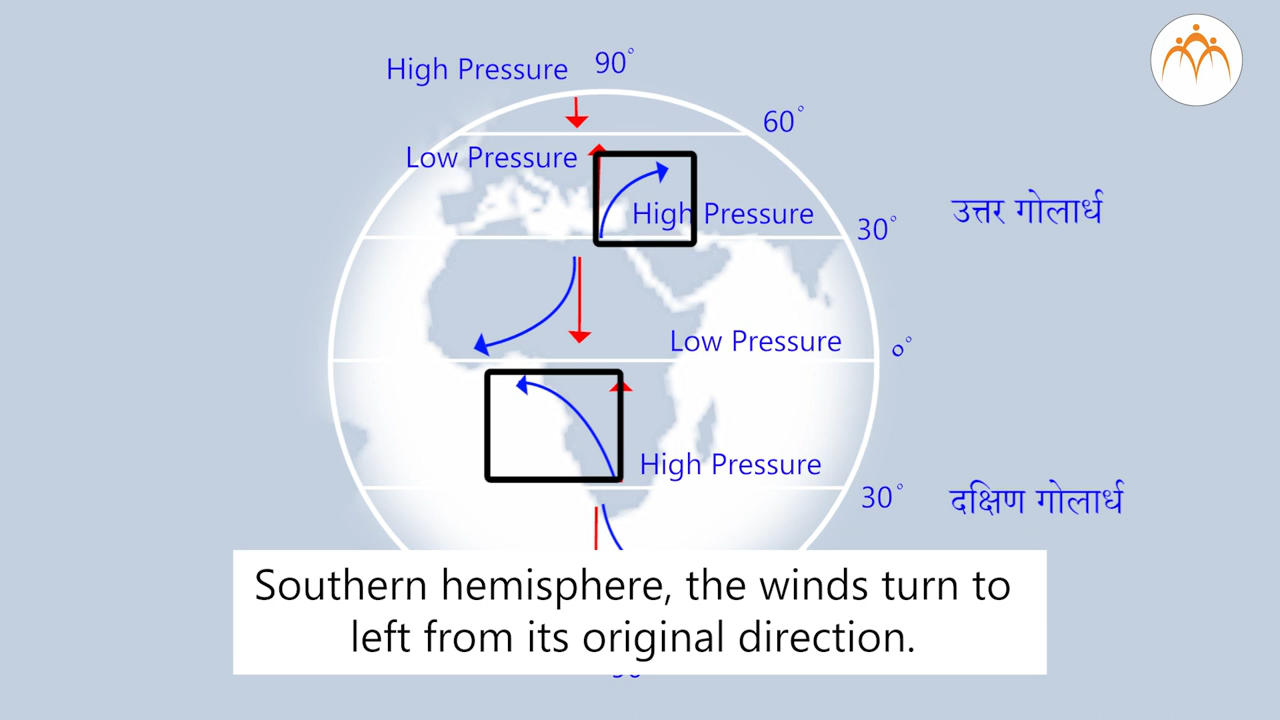 High Pressure 90°
60°
Low Pressure
High Pressure
उत्तर गोलार्ध
30°
Low Pressure
०°
High Pressure
30°
दक्षिण गोलार्ध
Southern hemisphere, the winds turn to
left from its original direction.